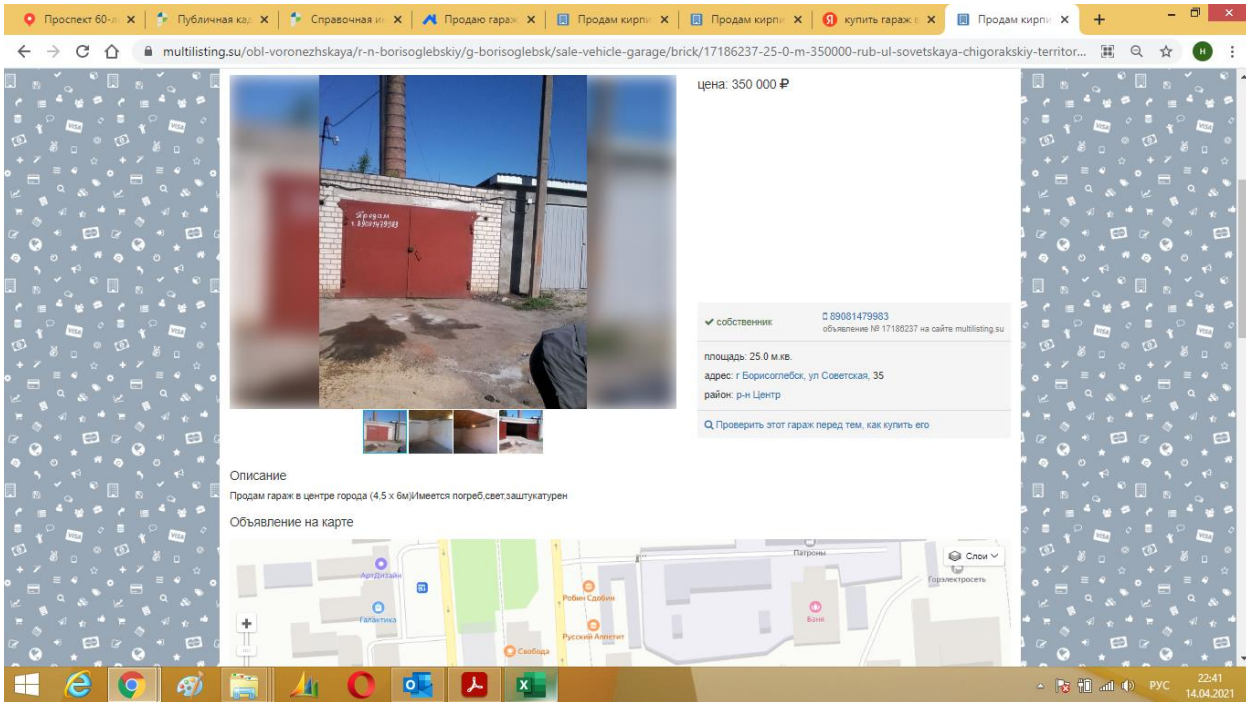 Проспект 60-л
Публичная кад
Справочная ин
Продаю гараж
Продам кирпи
Продам кирпи
купить гараж в
Продам кирпи
multilisting.su/obl-voronezhskaya/r-n-borisoglebskiy/g-borisoglebsk/sale-vehicle-garage/brick/17186237-25-0-m-350000-rub-ul-sovetskaya-chigorakskiy-territor...
Н
цена: 350 000 ₽
Продам
т. 89081479983
собственник
89081479983
объявление № 17186237 на сайте multilisting.su
площадь: 25.0 м.кв.
адрес: г Борисоглебск, ул Советская, 35
район: р-н Центр
Проверить этот гараж перед тем, как купить его
Описание
Продам гараж в центре города (4,5 х 6м)Имеется погреб,свет,заштукатурен
Объявление на карте
Патроны
Слои
АртДизайн
Горэлектросеть
Робин Сдобин
Галактика
Баня
Русский Аппетит
Свобода
РУС
22:41
14.04.2021